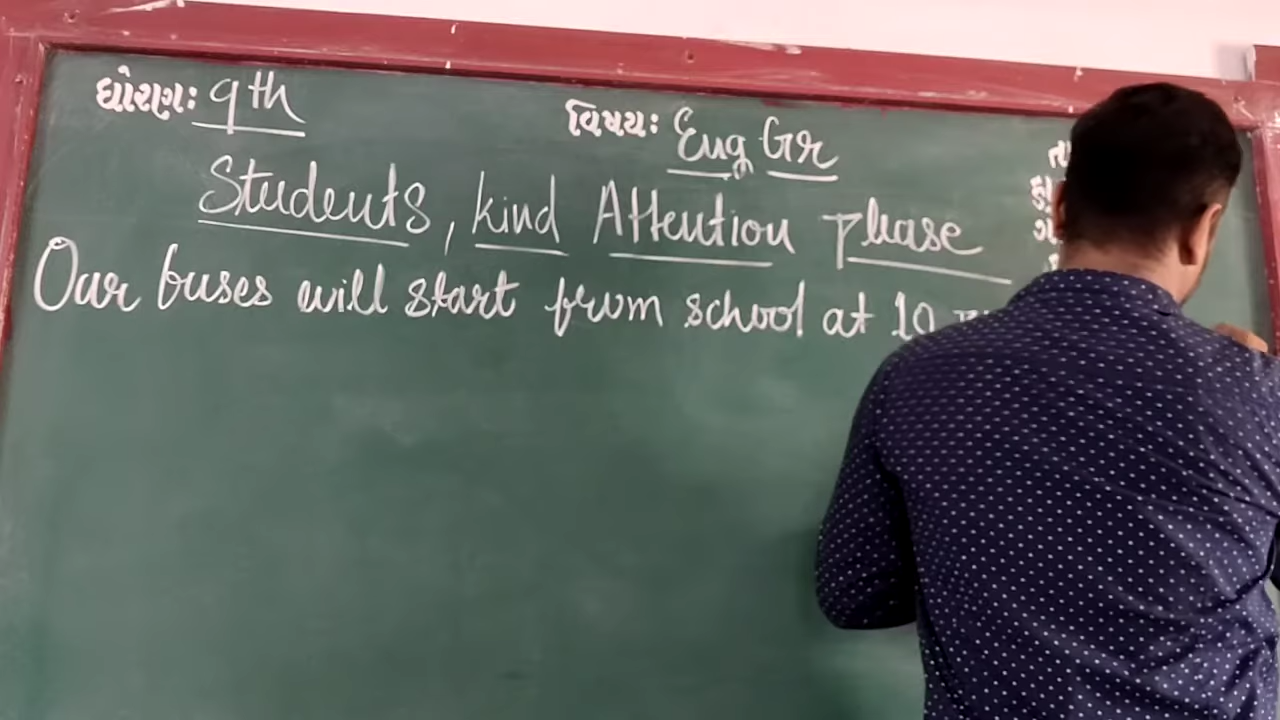 ધોરણ: 9th વિષય: Eng Gr
Students, kind Attention please
Our buses will start from school at 10